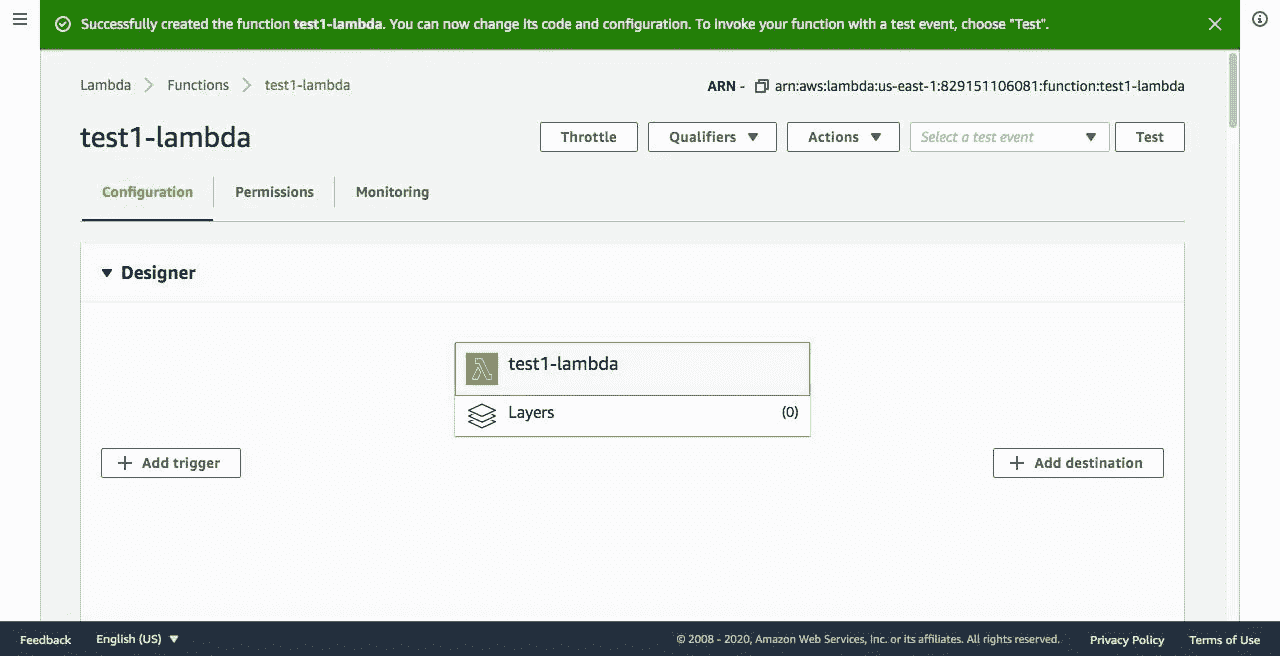 Successfully created the function test1-lambda. You can now change its code and configuration. To invoke your function with a test event, choose "Test".
Lambda Functions test1-lambda
ARN - arn:aws:lambda:us-east-1:829151106081:function:test1-lambda
test1-lambda
Throttle Qualifiers Actions Select a test event Test
Configuration Permissions Monitoring
Designer
test1-lambda
Layers (0)
Add trigger
Add destination
Feedback English (US) © 2008 - 2020, Amazon Web Services, Inc. or its affiliates. All rights reserved. Privacy Policy Terms of Use